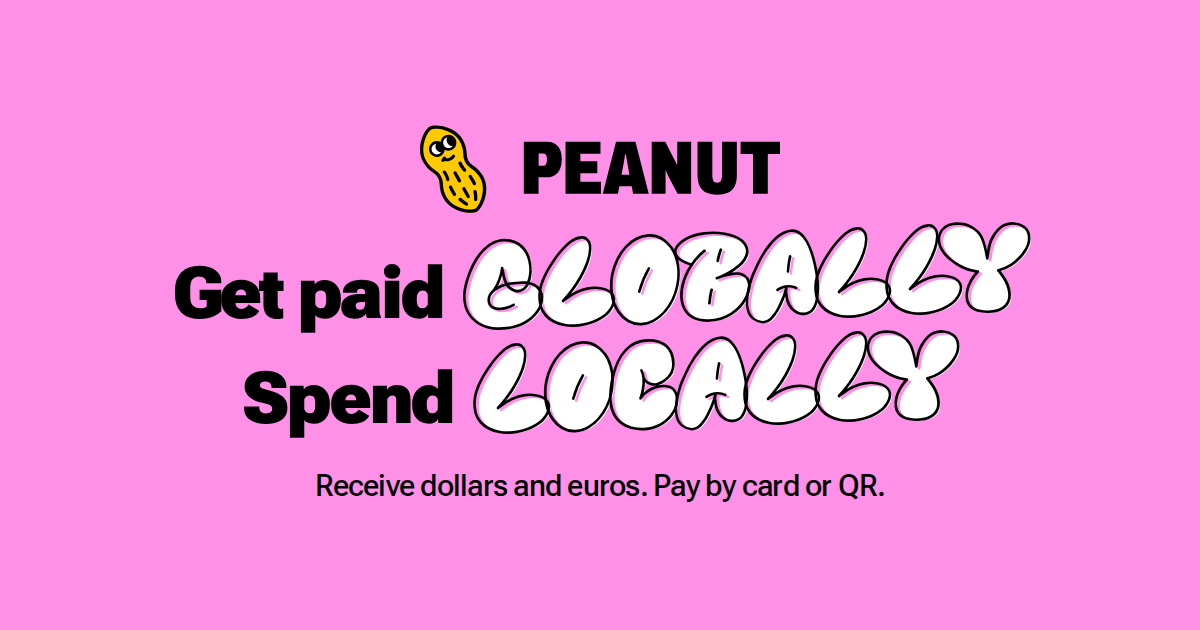 PEANUT
Get paid GLOBALLY
Spend LOCALLY
Receive dollars and euros. Pay by card or QR.